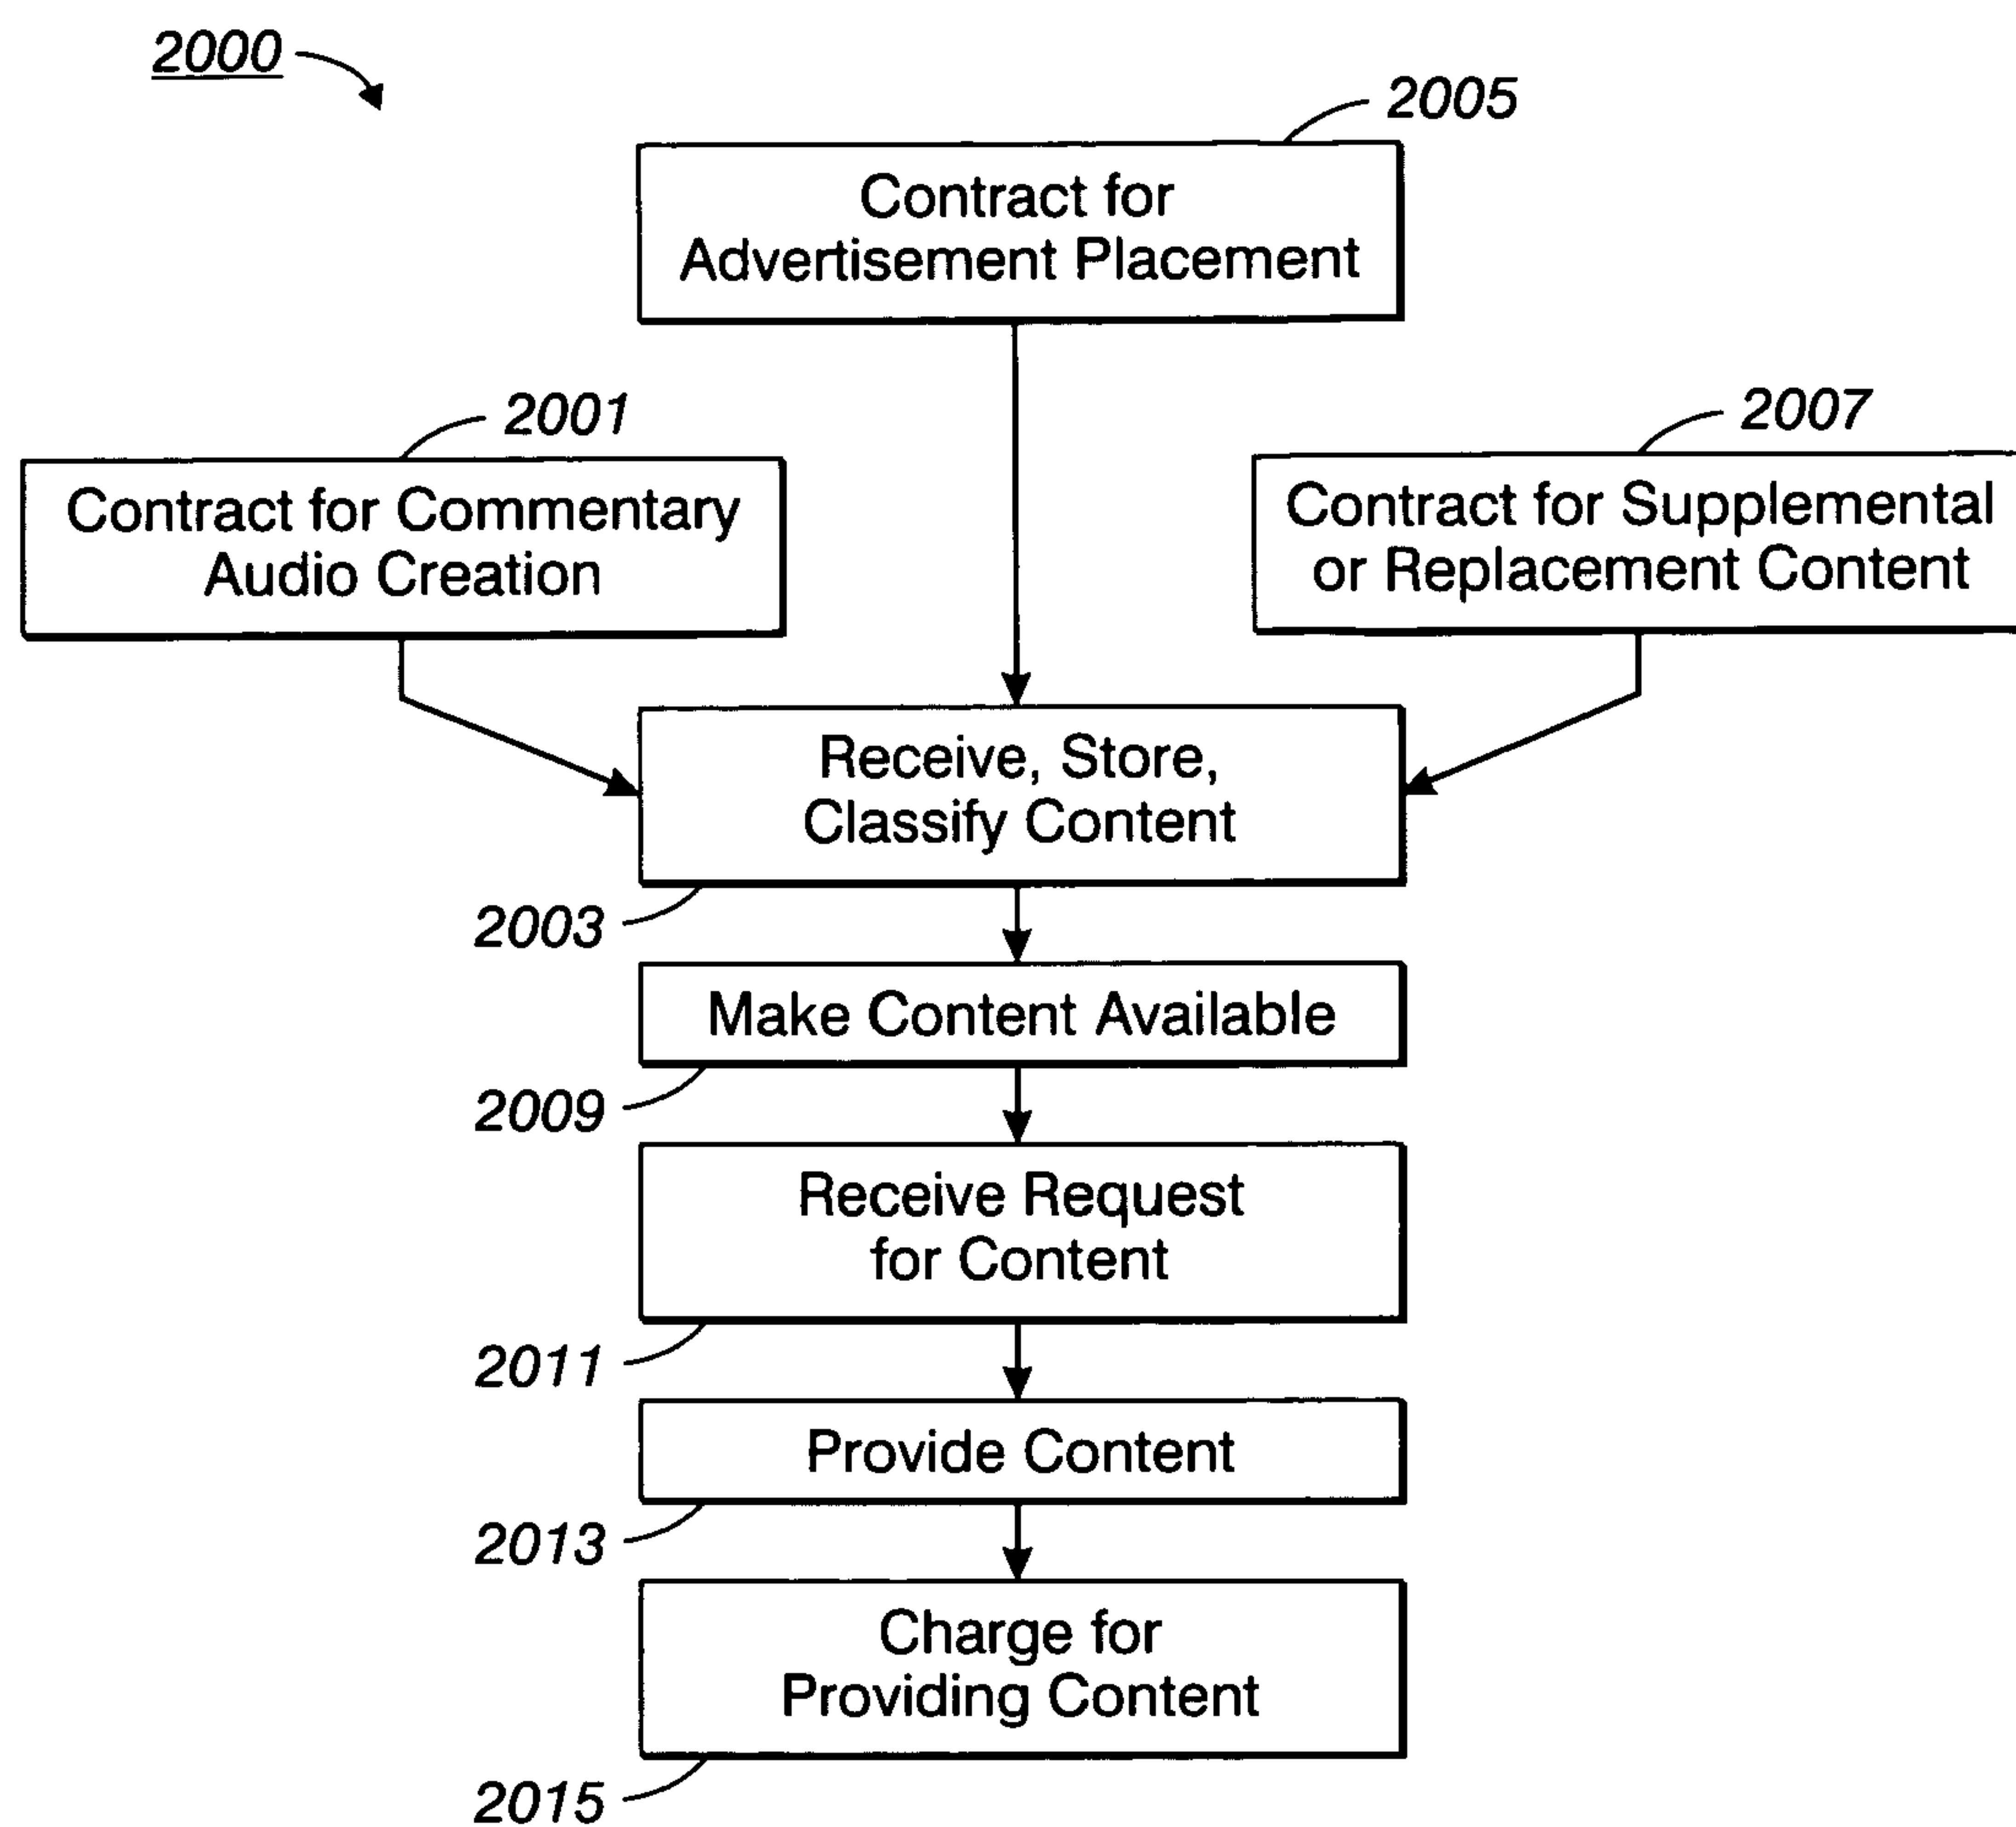 2000
2005
Contract for
Advertisement Placement
2001
Contract for Commentary
Audio Creation
2007
Contract for Supplemental
or Replacement Content
Receive, Store,
Classify Content
2003
Make Content Available
2009
Receive Request
for Content
2011
Provide Content
2013
Charge for
Providing Content
2015